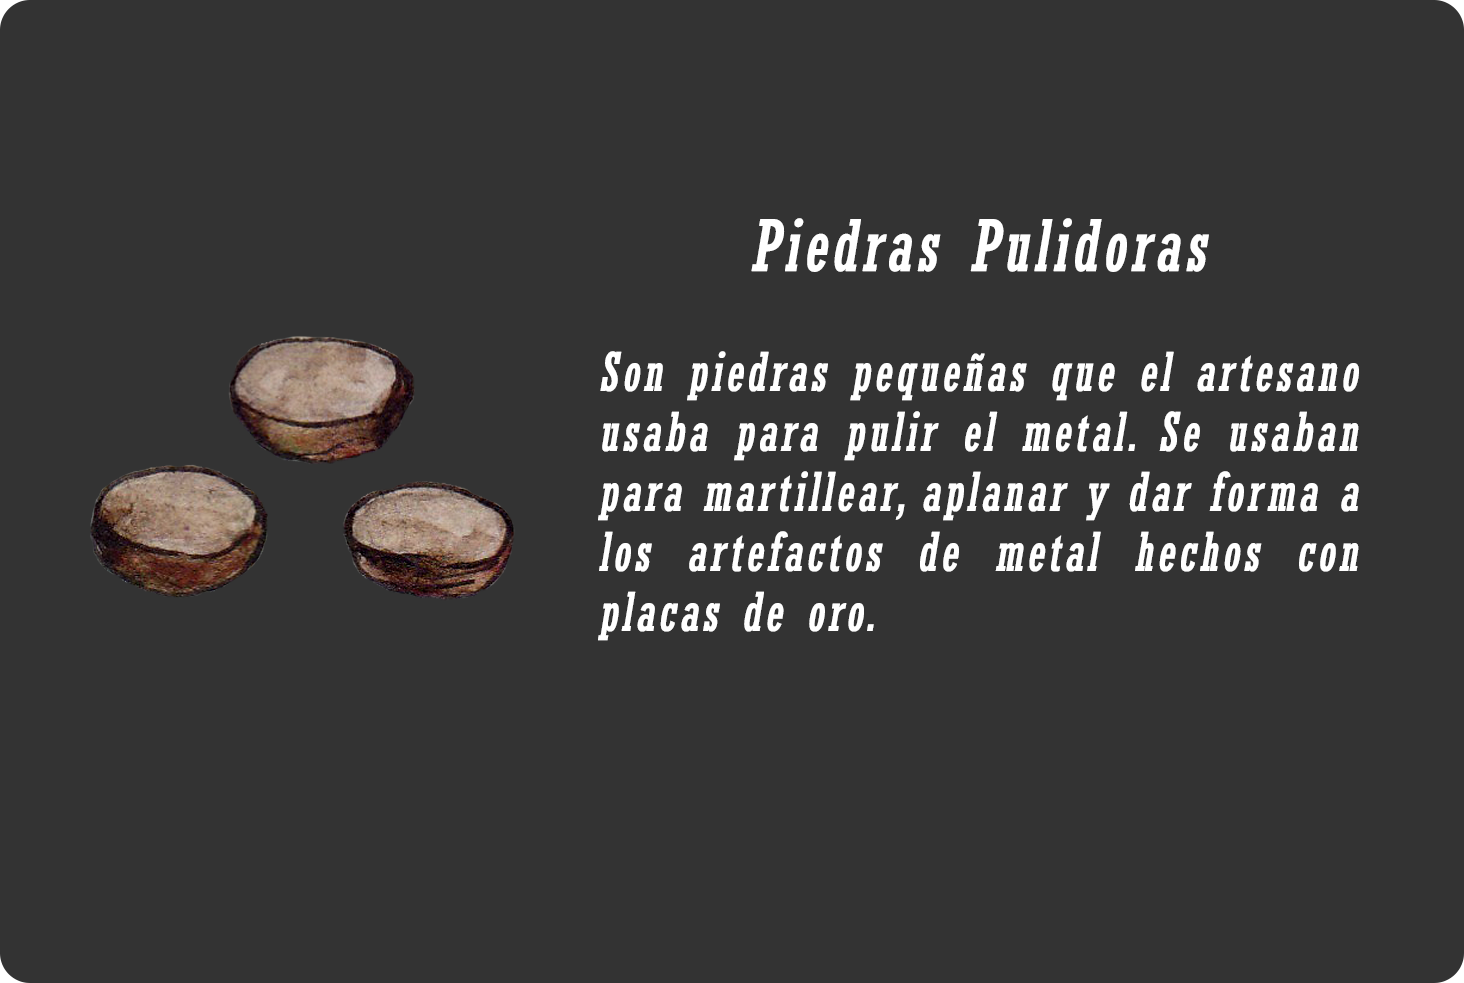 Piedras Pulidoras
Son piedras pequeñas que el artesano
usaba para pulir el metal. Se usaban
para martillear, aplanar y dar forma a
los artefactos de metal hechos con
placas de oro.